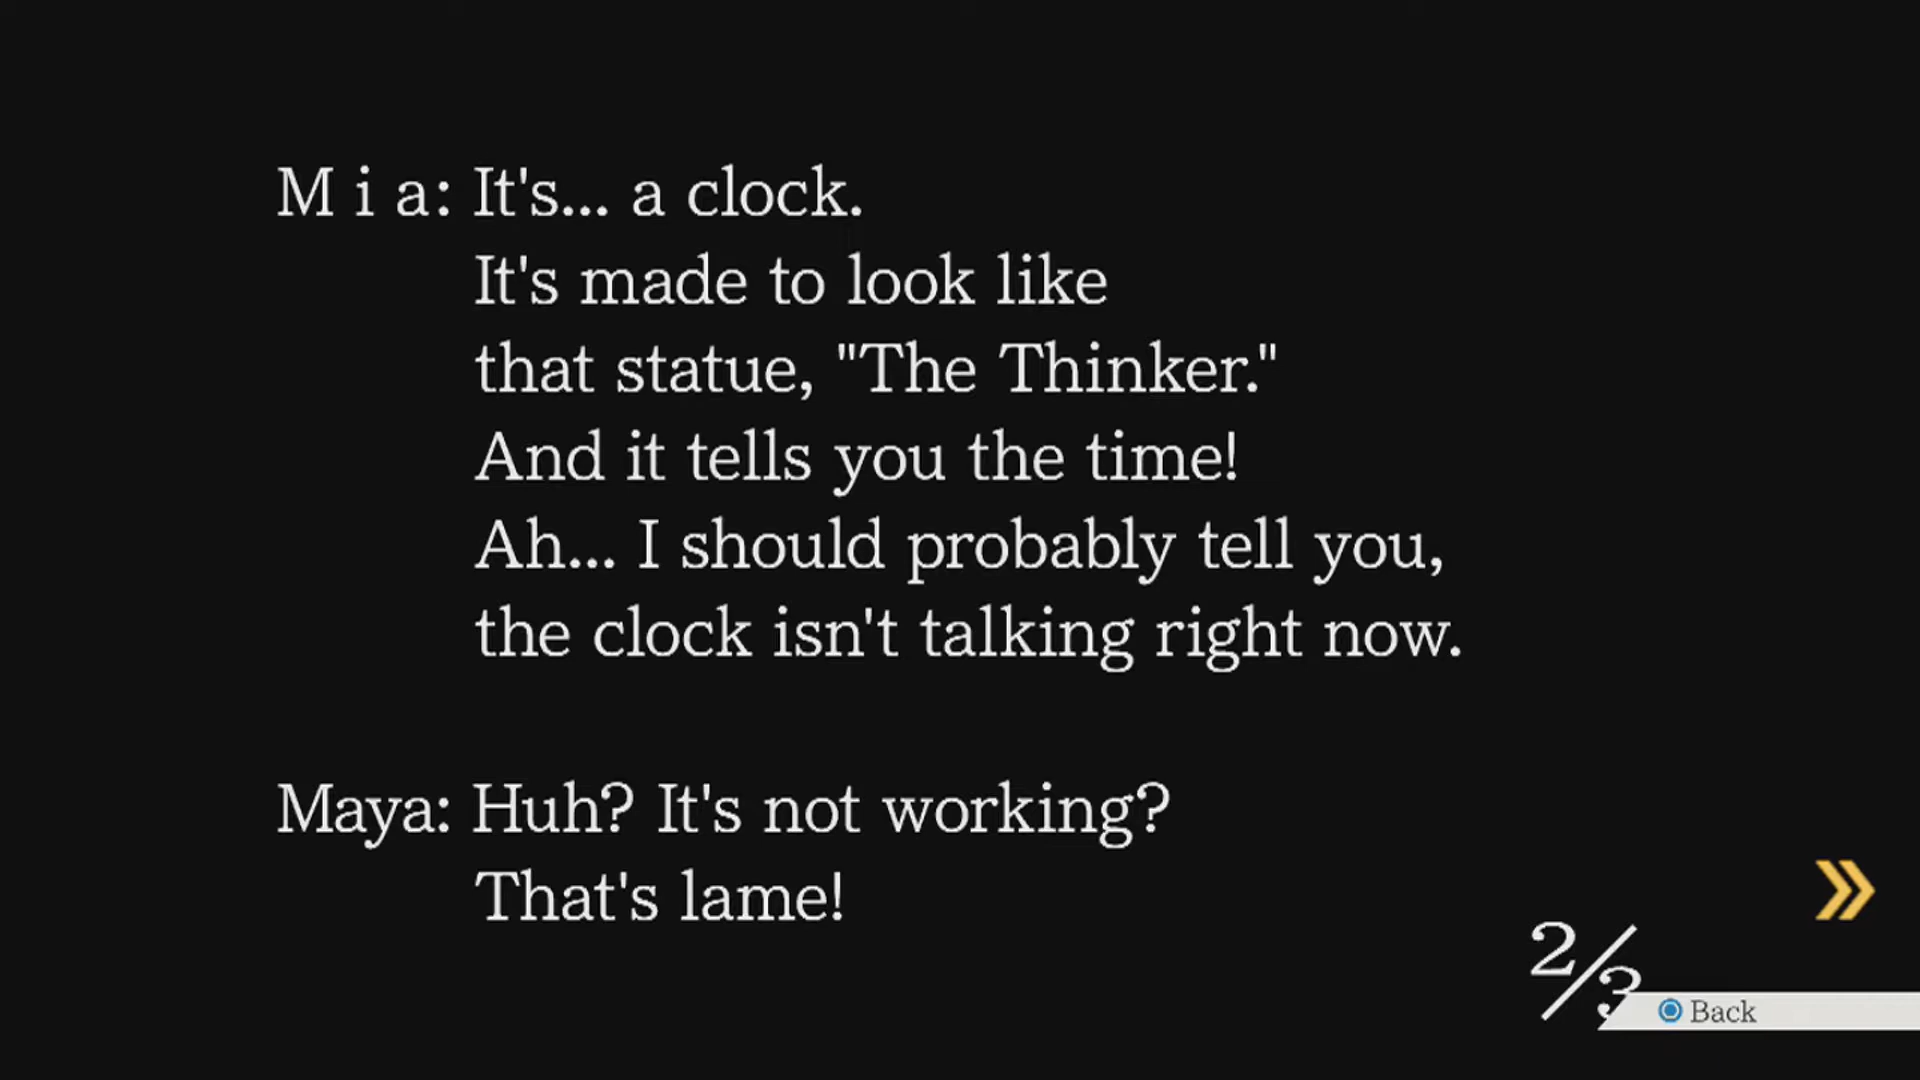 M i a: It's... a clock.
It's made to look like
that statue, "The Thinker."
And it tells you the time!
Ah... I should probably tell you,
the clock isn't talking right now.
Maya: Huh? It's not working?
That's lame!
2/3
Back